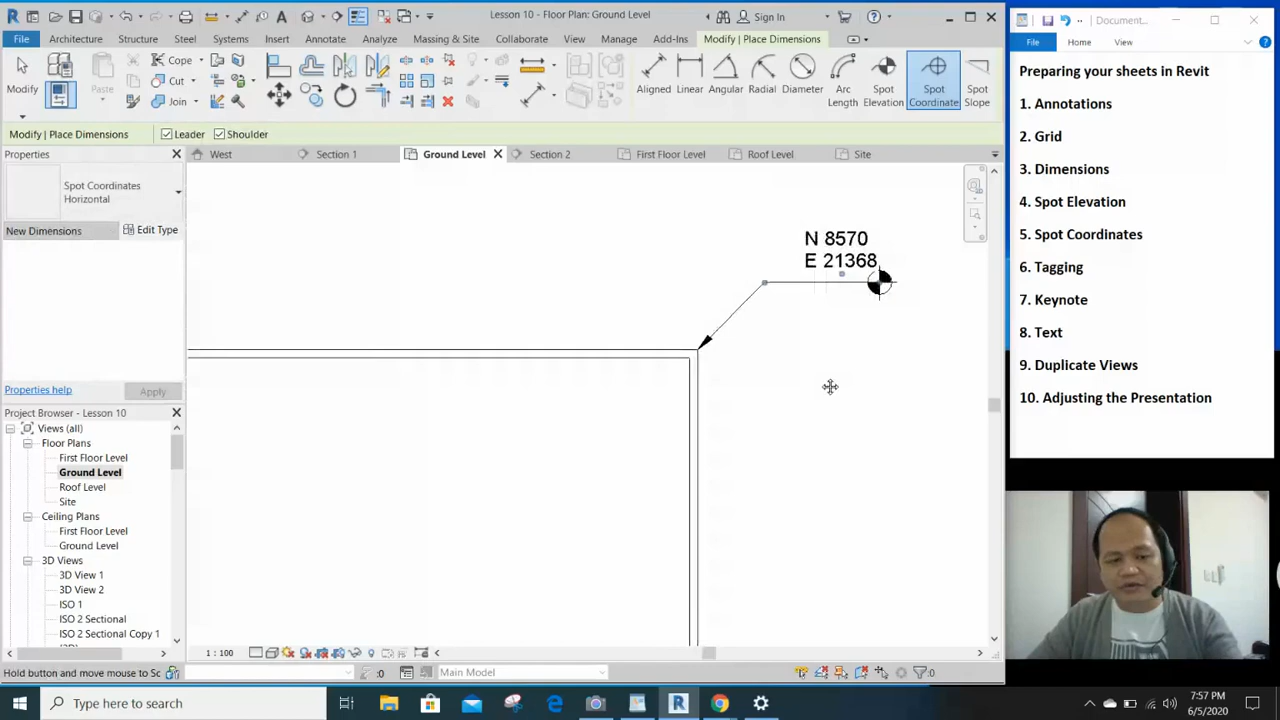 Lesson 10 - Floor Plan: Ground Level
Sign In
Document...
File
Architecture
Structure
Steel
Systems
Insert
Annotate
Analyze
Massing & Site
Collaborate
View
Manage
Add-Ins
Modify | Place Dimensions
File
Home
View
Modify
Paste
Cope
Cut
Join
Aligned
Linear
Angular
Radial
Diameter
Arc Length
Spot Elevation
Spot Coordinate
Spot Slope
Modify | Place Dimensions
Leader
Shoulder
Properties
West
Section 1
Ground Level
Section 2
First Floor Level
Roof Level
Site
Spot Coordinates
Horizontal
New Dimensions
Edit Type
Properties help
Apply
Project Browser - Lesson 10
Views (all)
Floor Plans
First Floor Level
Ground Level
Roof Level
Site
Ceiling Plans
First Floor Level
Ground Level
3D Views
3D View 1
3D View 2
ISO 1
ISO 2 Sectional
ISO 2 Sectional Copy 1
N 8570
E 21368
1 : 100
Hold button and move mouse to Sc
:0
Main Model
:0
Preparing your sheets in Revit
1. Annotations
2. Grid
3. Dimensions
4. Spot Elevation
5. Spot Coordinates
6. Tagging
7. Keynote
8. Text
9. Duplicate Views
10. Adjusting the Presentation
Type here to search
7:57 PM
6/5/2020